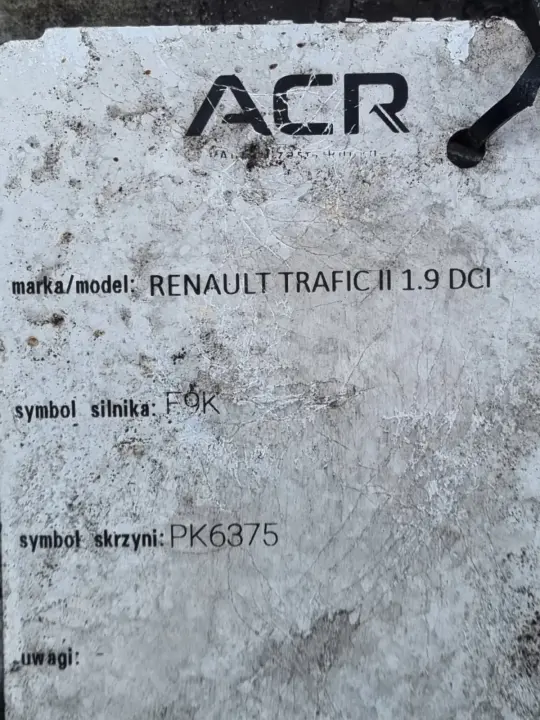 ACR
marka/model: RENAULT TRAFIC II 1.9 DCI
symbol silnika: F9K
symbol skrzyni: PK6375
uwagi: